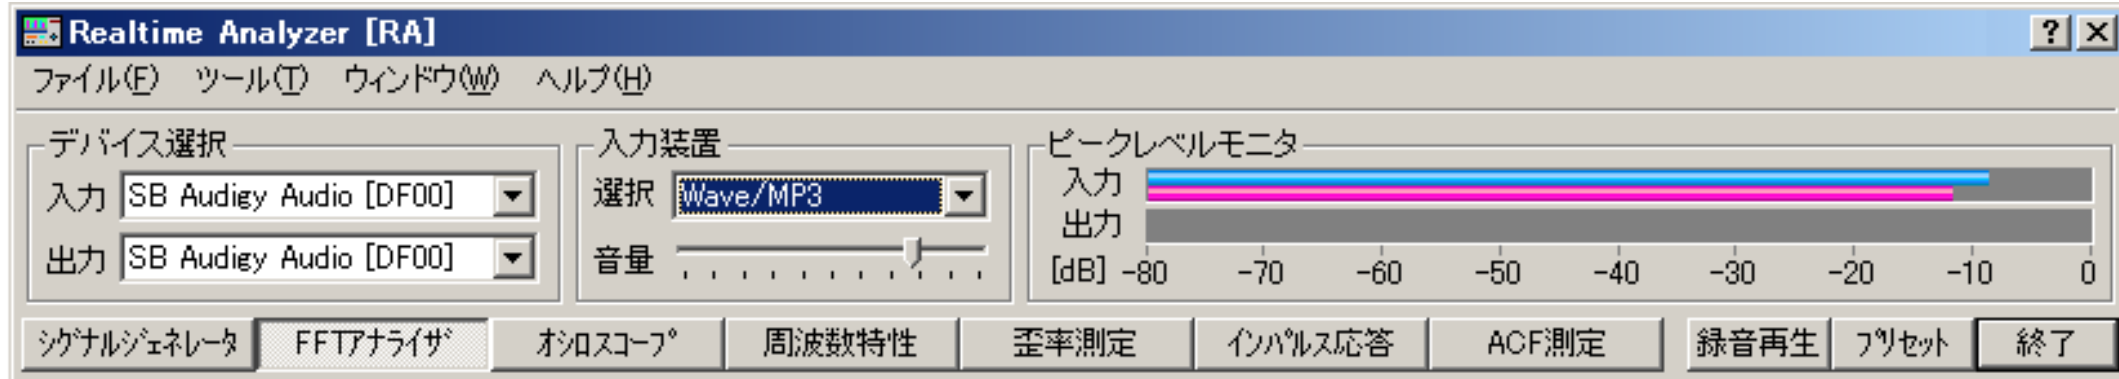 Realtime Analyzer [RA]
ファイル(F) ツール(T) ウィンドウ(W) ヘルプ(H)
デバイス選択
入力 SB Audigy Audio [DF00]
出力 SB Audigy Audio [DF00]
入力装置
選択 Wave/MP3
音量
ピークレベルモニタ
入力
出力
[dB] -80 -70 -60 -50 -40 -30 -20 -10 0
シグナルジェネレータ FFTアナライザ オシロスコープ 周波数特性 歪率測定 インパルス応答 ACF測定 録音再生 プリセット 終了